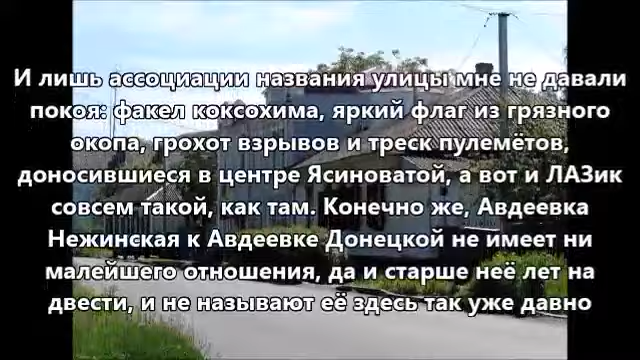 И лишь ассоциации названия улицы мне не давали
покоя: факел коксохима, яркий флаг из грязного
окопа, грохот взрывов и треск пулемётов,
доносившиеся в центре Ясиноватой, а вот и ЛАЗик
совсем такой, как там. Конечно же, Авдеевка
Нежинская к Авдеевке Донецкой не имеет ни
малейшего отношения, да и старше неё лет на
двести, и не называют её здесь так уже давно